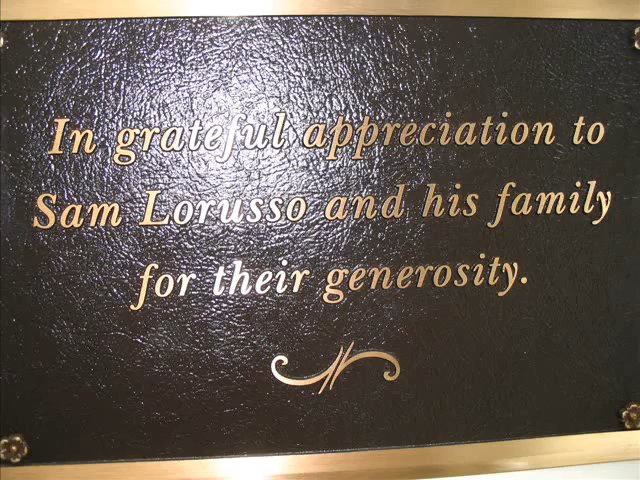 In grateful appreciation to
Sam Lorusso and his family
for their generosity.